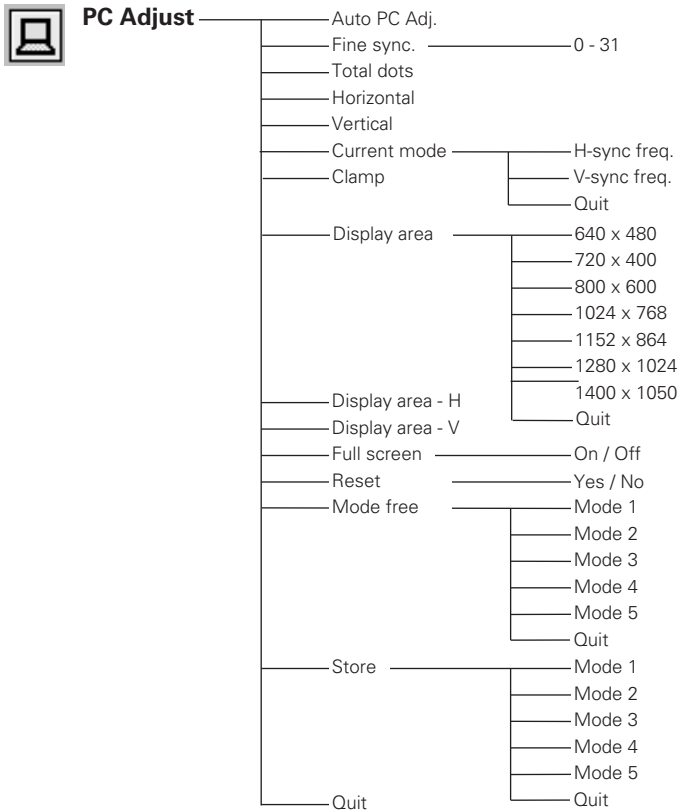 PC Adjust
Auto PC Adj.
Fine sync. 0 - 31
Total dots
Horizontal
Vertical
Current mode H-sync freq.
Clamp V-sync freq.
Quit
Display area 640 x 480
720 x 400
800 x 600
1024 x 768
1152 x 864
1280 x 1024
1400 x 1050
Display area - H
Quit
Display area - V
Full screen On / Off
Reset Yes / No
Mode free Mode 1
Mode 2
Mode 3
Mode 4
Mode 5
Quit
Store Mode 1
Mode 2
Mode 3
Mode 4
Mode 5
Quit Quit